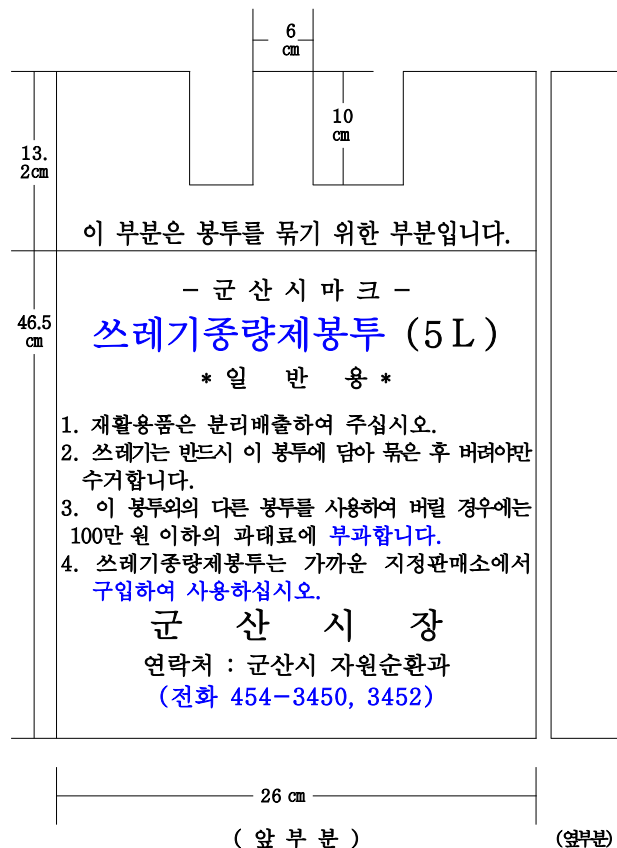 6
cm
10
cm
13.
2cm
이 부분은 봉투를 묶기 위한 부분입니다.
- 군 산 시 마 크 -
46.5
cm
쓰레기종량제봉투 (5L)
* 일 반 용 *
1. 재활용품은 분리배출하여 주십시오.
2. 쓰레기는 반드시 이 봉투에 담아 묶은 후 버려야만
수거합니다.
3. 이 봉투외의 다른 봉투를 사용하여 버릴 경우에는
100만 원 이하의 과태료에 부과합니다.
4. 쓰레기종량제봉투는 가까운 지정판매소에서
구입하여 사용하십시오.
군 산 시 장
연락처 : 군산시 자원순환과
(전화 454-3450, 3452)
26 cm
( 앞 부 분 )
(옆부분)